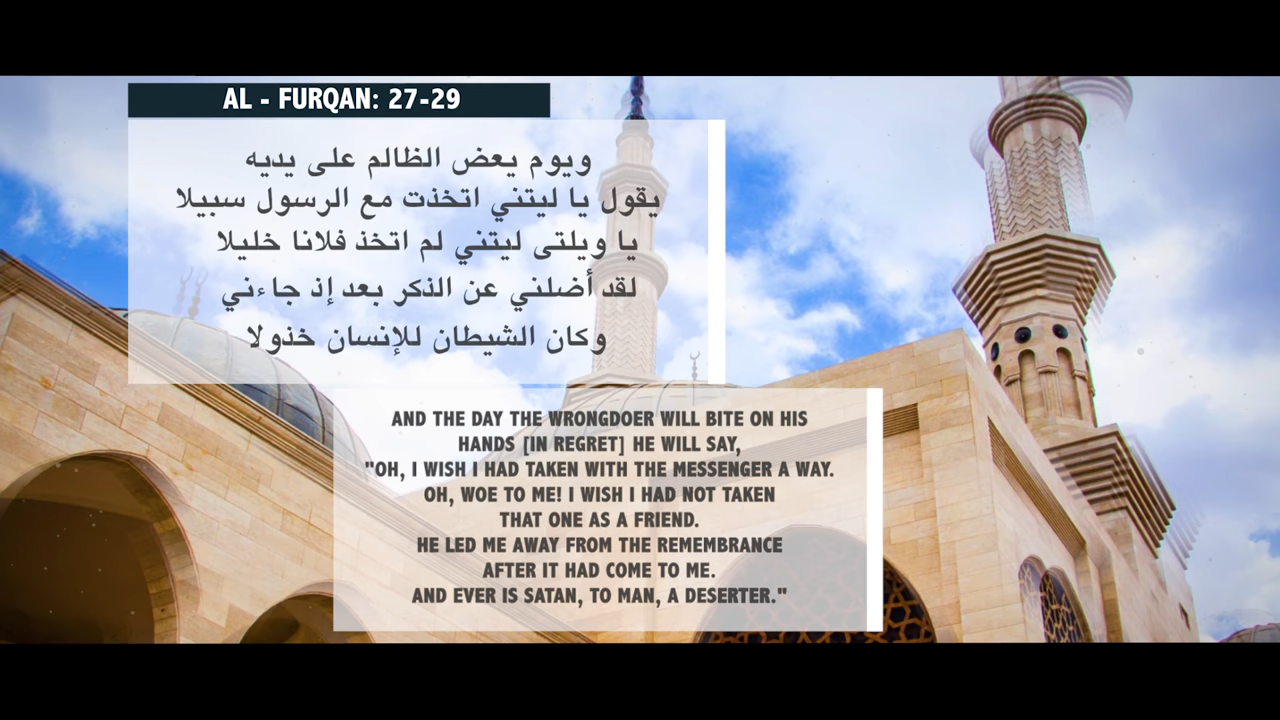 AL - FURQAN: 27-29
ويوم يعض الظالم على يديه
يقول يا ليتني اتخذت مع الرسول سبيلا
يا ويلتى ليتني لم اتخذ فلانا خليلا
لقد أضلني عن الذكر بعد إذ جاءني
وكان الشيطان للإنسان خذولا
AND THE DAY THE WRONGDOER WILL BITE ON HIS
HANDS [IN REGRET] HE WILL SAY,
"OH, I WISH I HAD TAKEN WITH THE MESSENGER A WAY.
OH, WOE TO ME! I WISH I HAD NOT TAKEN
THAT ONE AS A FRIEND.
HE LED ME AWAY FROM THE REMEMBRANCE
AFTER IT HAD COME TO ME.
AND EVER IS SATAN, TO MAN, A DESERTER."